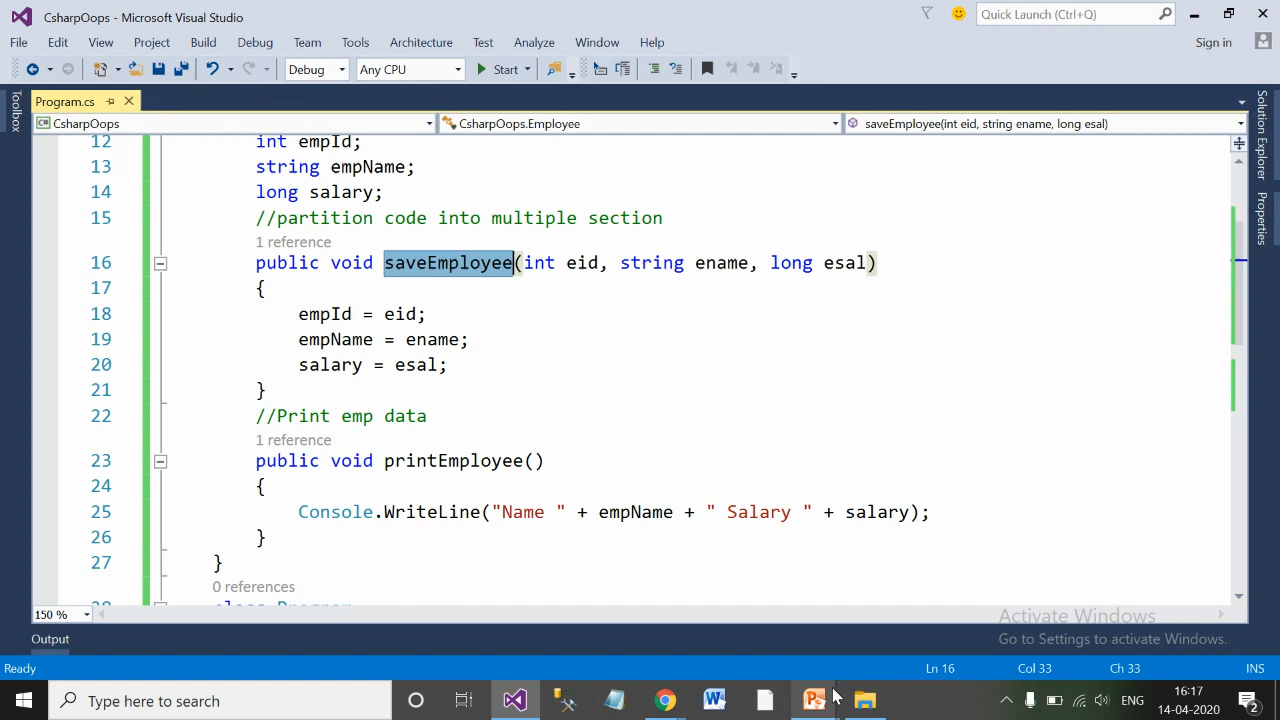 CsharpOops - Microsoft Visual Studio
Quick Launch (Ctrl+Q)
File Edit View Project Build Debug Team Tools Architecture Test Analyze Window Help
Sign in
Debug Any CPU Start
Program.cs
CsharpOops CsharpOops.Employee saveEmployee(int eid, string ename, long esal)
Toolbox
Solution Explorer
Properties
12 int empId;
13 string empName;
14 long salary;
15 //partition code into multiple section
1 reference
16 public void saveEmployee(int eid, string ename, long esal)
17 {
18 empId = eid;
19 empName = ename;
20 salary = esal;
21 }
22 //Print emp data
1 reference
23 public void printEmployee()
24 {
25 Console.WriteLine("Name " + empName + " Salary " + salary);
26 }
27 }
0 references
28 class Program
150 %
Activate Windows
Go to Settings to activate Windows.
Output
Ready Ln 16 Col 33 Ch 33 INS
Type here to search
ENG
16:17
14-04-2020
2